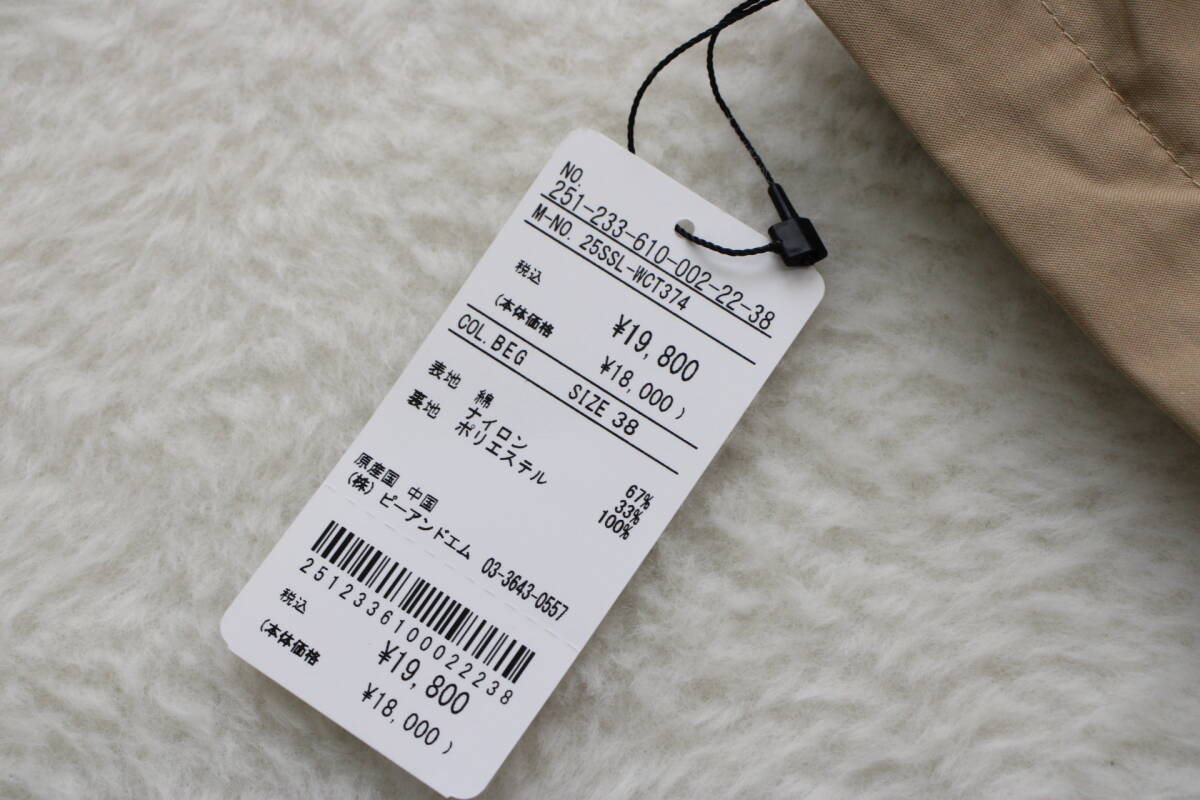 NO.
251-233-610-002-22-38
M-NO. 25SSL-WCT374
税込 ¥19,800
(本体価格 ¥18,000)
COL.BEG SIZE 38
表地 綿 67%
ナイロン 33%
裏地 ポリエステル 100%
原産国 中国
(株) ピーアンドエム 03-3643-0557
2512336100022238
税込 ¥19,800
(本体価格 ¥18,000)